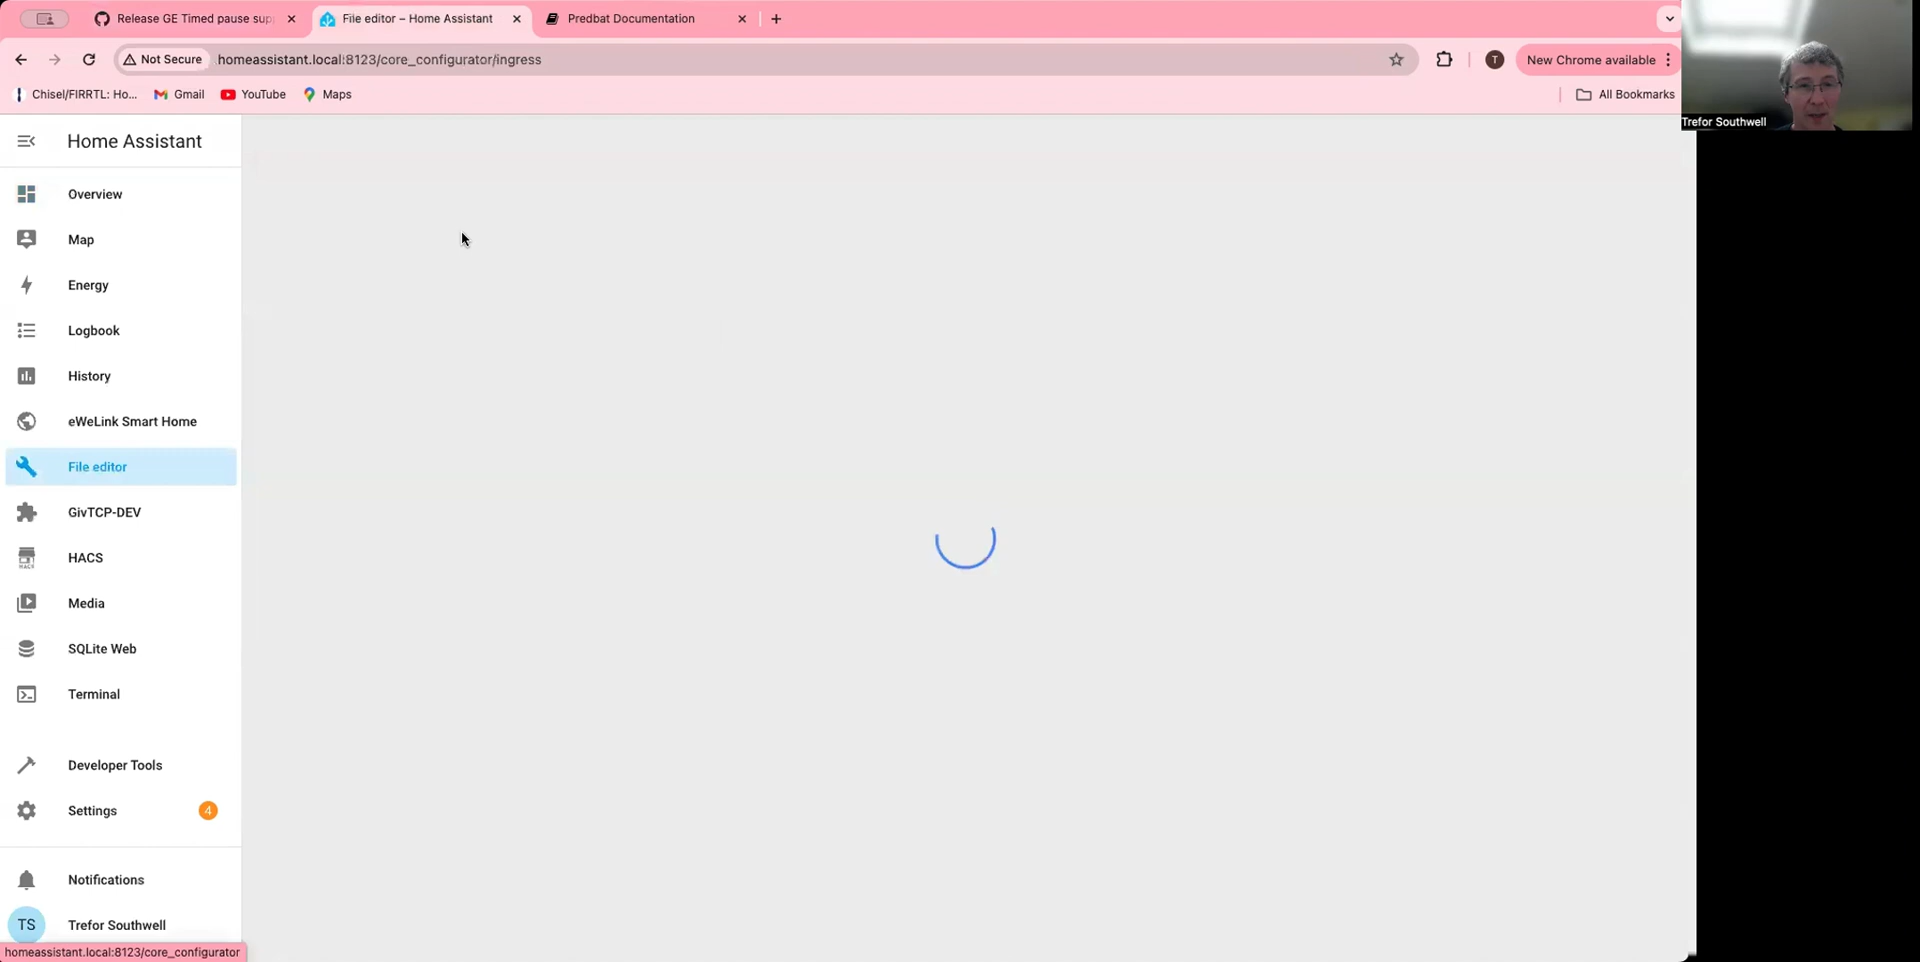 Release GE Timed pause sup
File editor – Home Assistant
Predbat Documentation
Not Secure
homeassistant.local:8123/core_configurator/ingress
T
New Chrome available
Chisel/FIRRTL: Ho...
Gmail
YouTube
Maps
All Bookmarks
Trefor Southwell
Home Assistant
Overview
Map
Energy
Logbook
History
eWeLink Smart Home
File editor
GivTCP-DEV
HACS
Media
SQLite Web
Terminal
Developer Tools
Settings
4
Notifications
TS
Trefor Southwell
homeassistant.local:8123/core_configurator